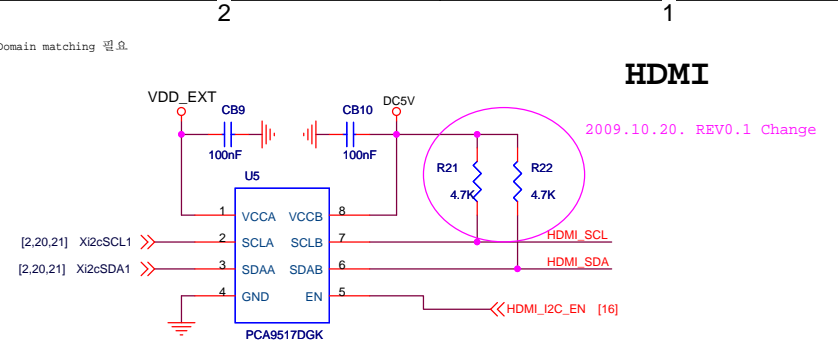 2
1
Domain matching 필요
HDMI
2009.10.20. REV0.1 Change
VDD_EXT
CB9
100nF
CB10
100nF
DC5V
R21
4.7K
R22
4.7K
U5
1 VCCA VCCB 8
[2,20,21] Xi2cSCL1 2 SCLA SCLB 7 HDMI_SCL
[2,20,21] Xi2cSDA1 3 SDAA SDAB 6 HDMI_SDA
4 GND EN 5
HDMI_I2C_EN [16]
PCA9517DGK